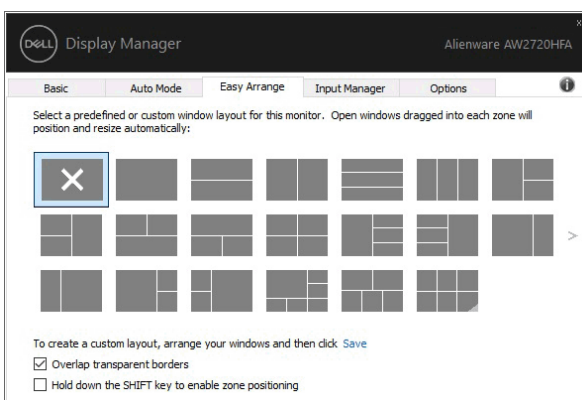 DELL Display Manager Alienware AW2720HFA
Basic Auto Mode Easy Arrange Input Manager Options
Select a predefined or custom window layout for this monitor. Open windows dragged into each zone will
position and resize automatically:
To create a custom layout, arrange your windows and then click Save
Overlap transparent borders
Hold down the SHIFT key to enable zone positioning